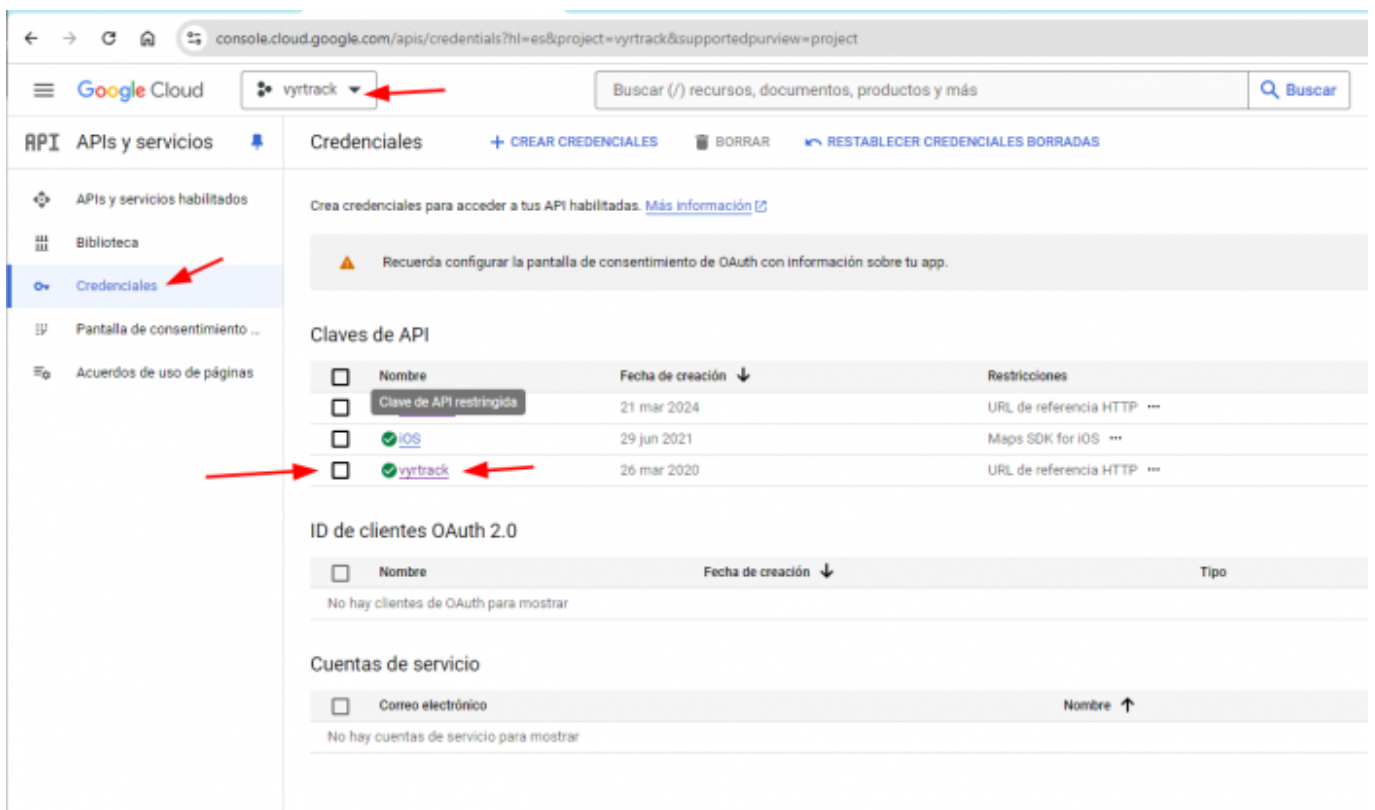 console.cloud.google.com/apis/credentials?hl=es&project=vyrtrack&supportedpurview=project
Google Cloud vyrtrack Buscar (/) recursos, documentos, productos y más Buscar
API APIs y servicios Credenciales + CREAR CREDENCIALES BORRAR RESTABLECER CREDENCIALES BORRADAS
APIs y servicios habilitados
Biblioteca
Credenciales
Pantalla de consentimiento ...
Acuerdos de uso de páginas
Crea credenciales para acceder a tus API habilitadas. Más información
Recuerda configurar la pantalla de consentimiento de OAuth con información sobre tu app.
Claves de API
Nombre Fecha de creación Restricciones
Clave de API restringida 21 mar 2024 URL de referencia HTTP ...
iOS 29 jun 2021 Maps SDK for iOS ...
vyrtrack 26 mar 2020 URL de referencia HTTP ...
ID de clientes OAuth 2.0
Nombre Fecha de creación Tipo
No hay clientes de OAuth para mostrar
Cuentas de servicio
Correo electrónico Nombre
No hay cuentas de servicio para mostrar